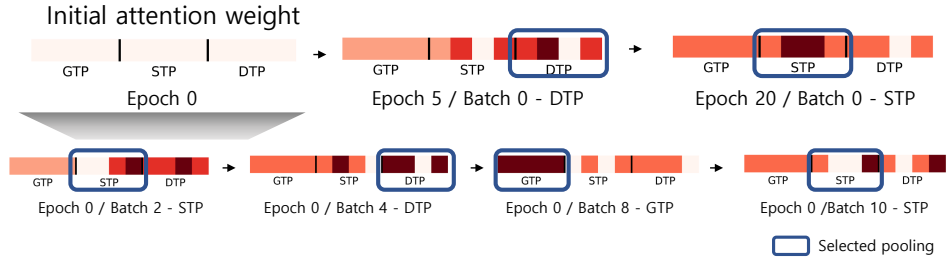 Initial attention weight
GTP STP DTP
Epoch 0
GTP STP DTP
Epoch 5 / Batch 0 - DTP
GTP STP DTP
Epoch 20 / Batch 0 - STP
GTP STP DTP
Epoch 0 / Batch 2 - STP
GTP STP DTP
Epoch 0 / Batch 4 - DTP
GTP STP DTP
Epoch 0 / Batch 8 - GTP
GTP STP DTP
Epoch 0 /Batch 10 - STP
Selected pooling